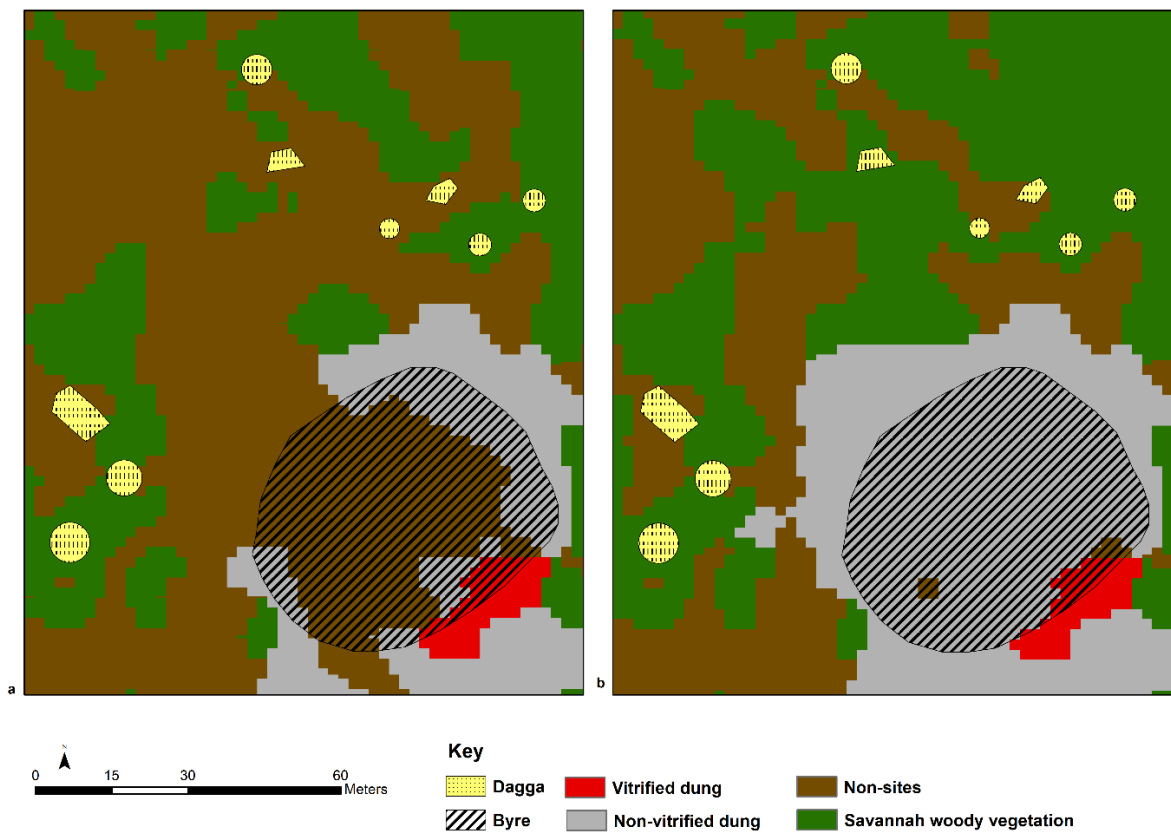 a
b
N
0 15 30 60
Meters
Key
Dagga
Vitrified dung
Non-sites
Byre
Non-vitrified dung
Savannah woody vegetation